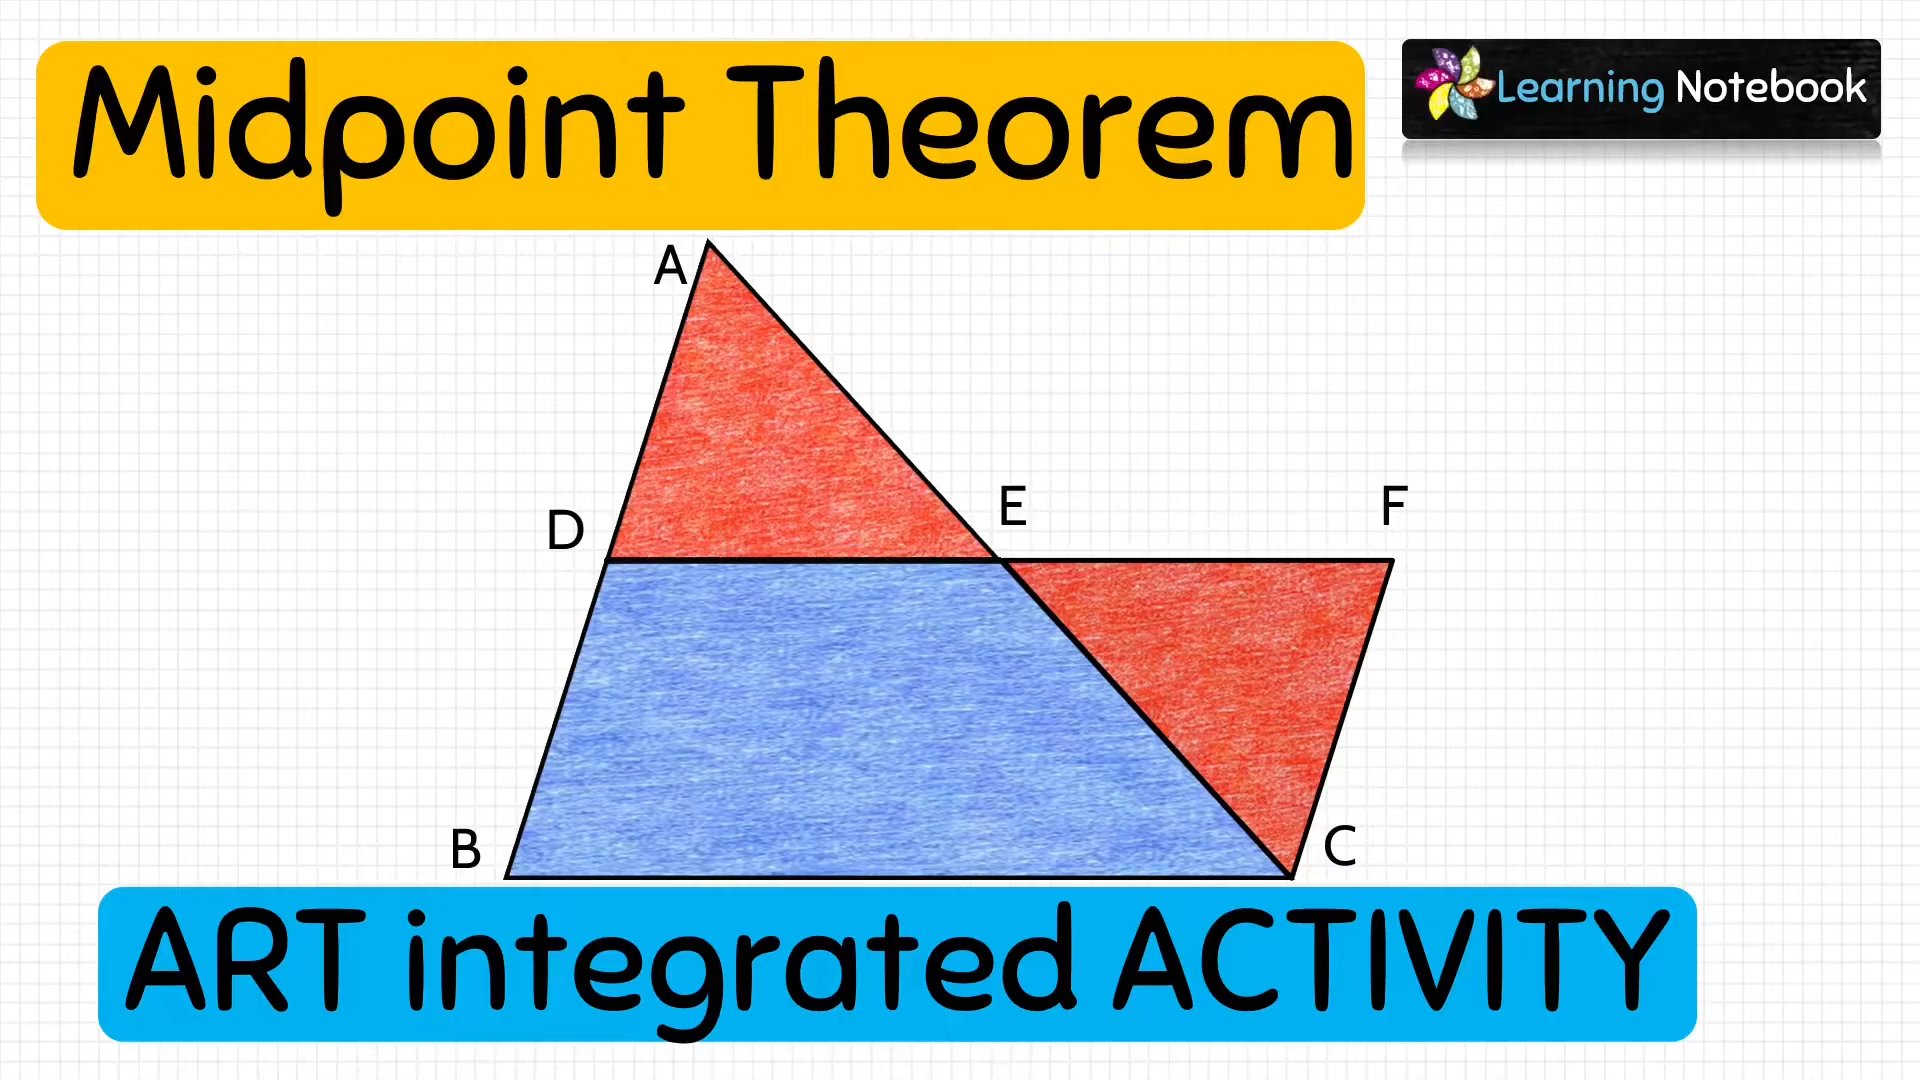 Midpoint Theorem
Learning Notebook
A
E
F
D
B
C
ART integrated ACTIVITY